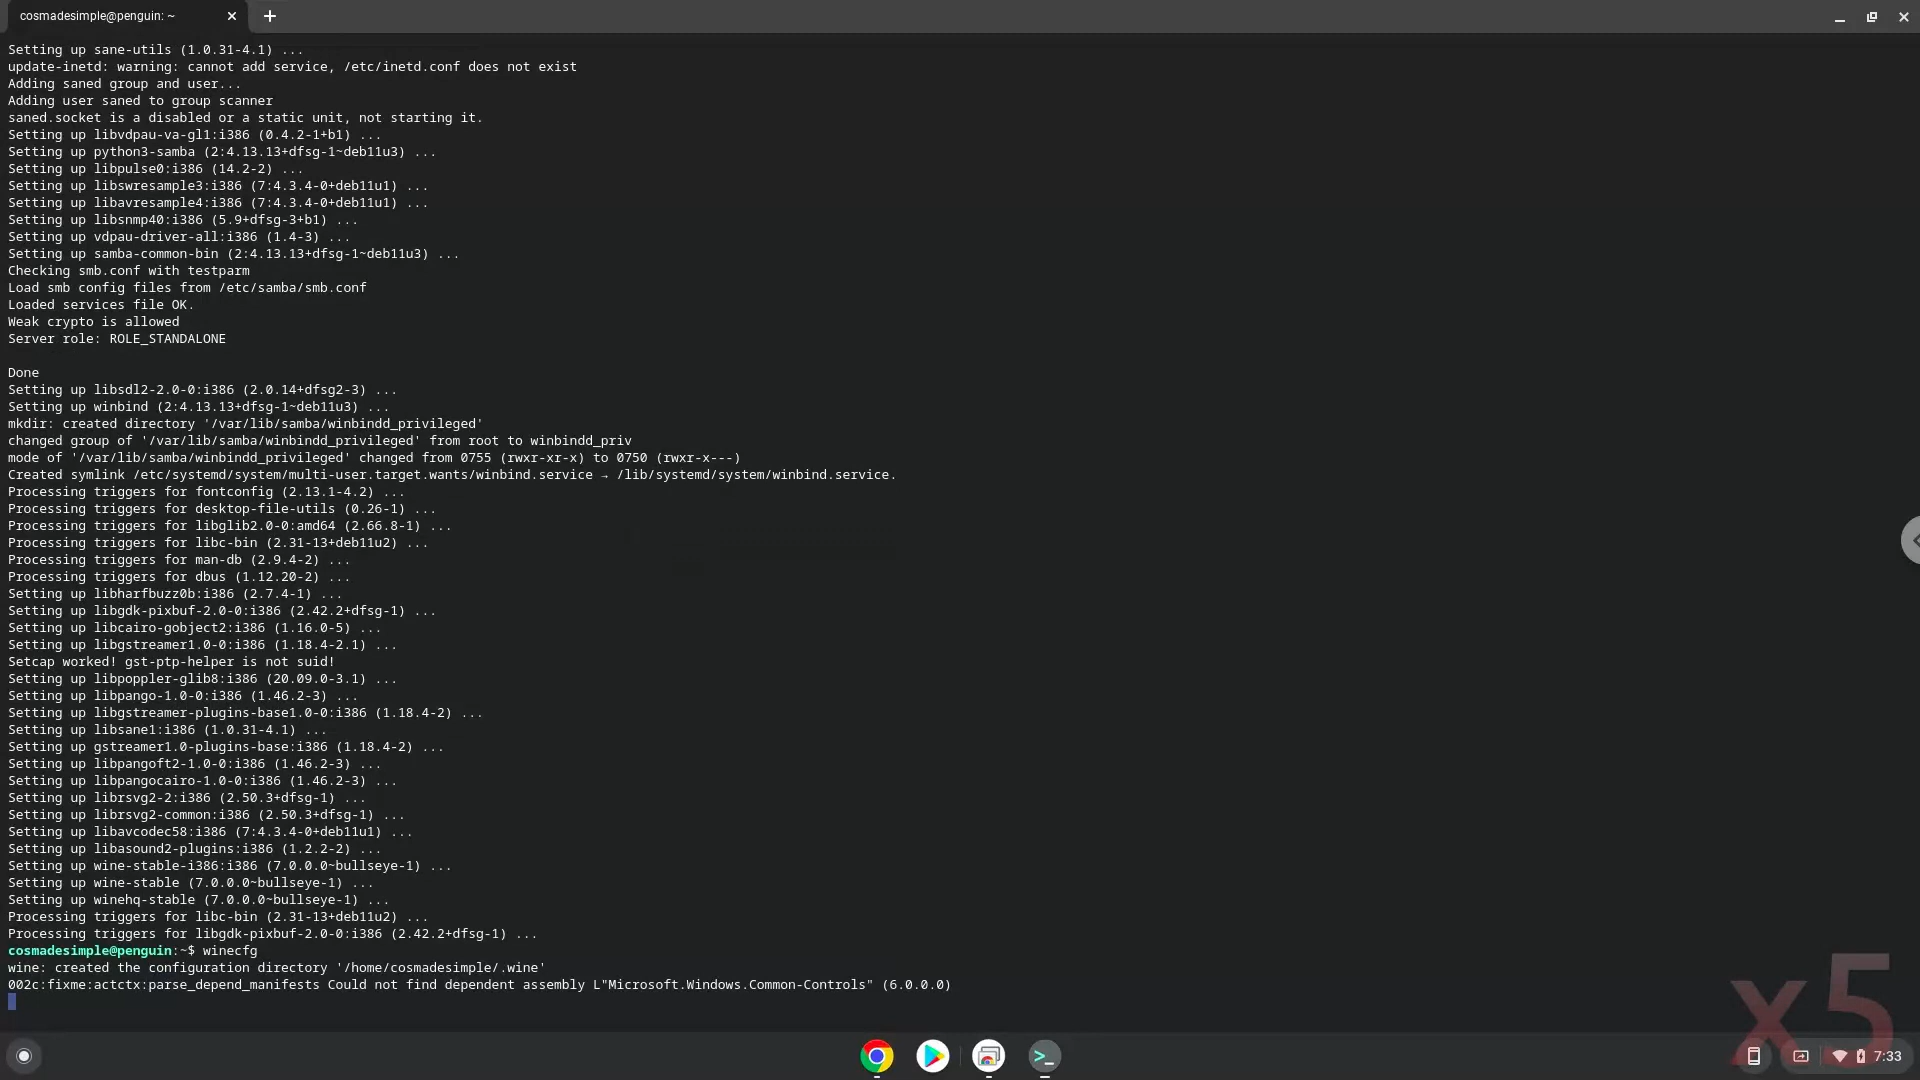 cosmadesimple@penguin: ~
Setting up sane-utils (1.0.31-4.1) ...
update-inetd: warning: cannot add service, /etc/inetd.conf does not exist
Adding saned group and user...
Adding user saned to group scanner
saned.socket is a disabled or a static unit, not starting it.
Setting up libvdpau-va-gl1:i386 (0.4.2-1+b1) ...
Setting up python3-samba (2:4.13.13+dfsg-1~deb11u3) ...
Setting up libpulse0:i386 (14.2-2) ...
Setting up libswresample3:i386 (7:4.3.4-0+deb11u1) ...
Setting up libavresample4:i386 (7:4.3.4-0+deb11u1) ...
Setting up libsnmp40:i386 (5.9+dfsg-3+b1) ...
Setting up vdpau-driver-all:i386 (1.4-3) ...
Setting up samba-common-bin (2:4.13.13+dfsg-1~deb11u3) ...
Checking smb.conf with testparm
Load smb config files from /etc/samba/smb.conf
Loaded services file OK.
Weak crypto is allowed
Server role: ROLE_STANDALONE
Done
Setting up libsdl2-2.0-0:i386 (2.0.14+dfsg2-3) ...
Setting up winbind (2:4.13.13+dfsg-1~deb11u3) ...
mkdir: created directory '/var/lib/samba/winbindd_privileged'
changed group of '/var/lib/samba/winbindd_privileged' from root to winbindd_priv
mode of '/var/lib/samba/winbindd_privileged' changed from 0755 (rwxr-xr-x) to 0750 (rwxr-x---)
Created symlink /etc/systemd/system/multi-user.target.wants/winbind.service → /lib/systemd/system/winbind.service.
Processing triggers for fontconfig (2.13.1-4.2) ...
Processing triggers for desktop-file-utils (0.26-1) ...
Processing triggers for libglib2.0-0:amd64 (2.66.8-1) ...
Processing triggers for libc-bin (2.31-13+deb11u2) ...
Processing triggers for man-db (2.9.4-2) ...
Processing triggers for dbus (1.12.20-2) ...
Setting up libharfbuzz0b:i386 (2.7.4-1) ...
Setting up libgdk-pixbuf-2.0-0:i386 (2.42.2+dfsg-1) ...
Setting up libcairo-gobject2:i386 (1.16.0-5) ...
Setting up libgstreamer1.0-0:i386 (1.18.4-2.1) ...
Setcap worked! gst-ptp-helper is not suid!
Setting up libpoppler-glib8:i386 (20.09.0-3.1) ...
Setting up libpango-1.0-0:i386 (1.46.2-3) ...
Setting up libgstreamer-plugins-base1.0-0:i386 (1.18.4-2) ...
Setting up libsane1:i386 (1.0.31-4.1) ...
Setting up gstreamer1.0-plugins-base:i386 (1.18.4-2) ...
Setting up libpangoft2-1.0-0:i386 (1.46.2-3) ...
Setting up libpangocairo-1.0-0:i386 (1.46.2-3) ...
Setting up librsvg2-2:i386 (2.50.3+dfsg-1) ...
Setting up librsvg2-common:i386 (2.50.3+dfsg-1) ...
Setting up libavcodec58:i386 (7:4.3.4-0+deb11u1) ...
Setting up libasound2-plugins:i386 (1.2.2-2) ...
Setting up wine-stable-i386:i386 (7.0.0.0~bullseye-1) ...
Setting up wine-stable (7.0.0.0~bullseye-1) ...
Setting up winehq-stable (7.0.0.0~bullseye-1) ...
Processing triggers for libc-bin (2.31-13+deb11u2) ...
Processing triggers for libgdk-pixbuf-2.0-0:i386 (2.42.2+dfsg-1) ...
cosmadesimple@penguin:~$ winecfg
wine: created the configuration directory '/home/cosmadesimple/.wine'
002c:fixme:actctx:parse_depend_manifests Could not find dependent assembly L"Microsoft.Windows.Common-Controls" (6.0.0.0)
x5
7:33